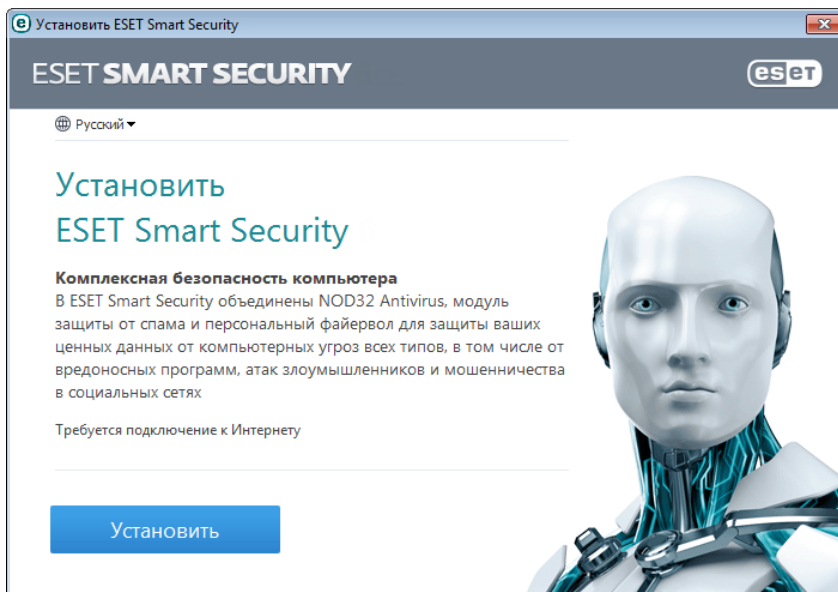 Установить ESET Smart Security
ESET SMART SECURITY
eseT
Русский
Установить
ESET Smart Security
Комплексная безопасность компьютера
В ESET Smart Security объединены NOD32 Antivirus, модуль
защиты от спама и персональный файервол для защиты ваших
ценных данных от компьютерных угроз всех типов, в том числе от
вредоносных программ, атак злоумышленников и мошенничества
в социальных сетях
Требуется подключение к Интернету
Установить